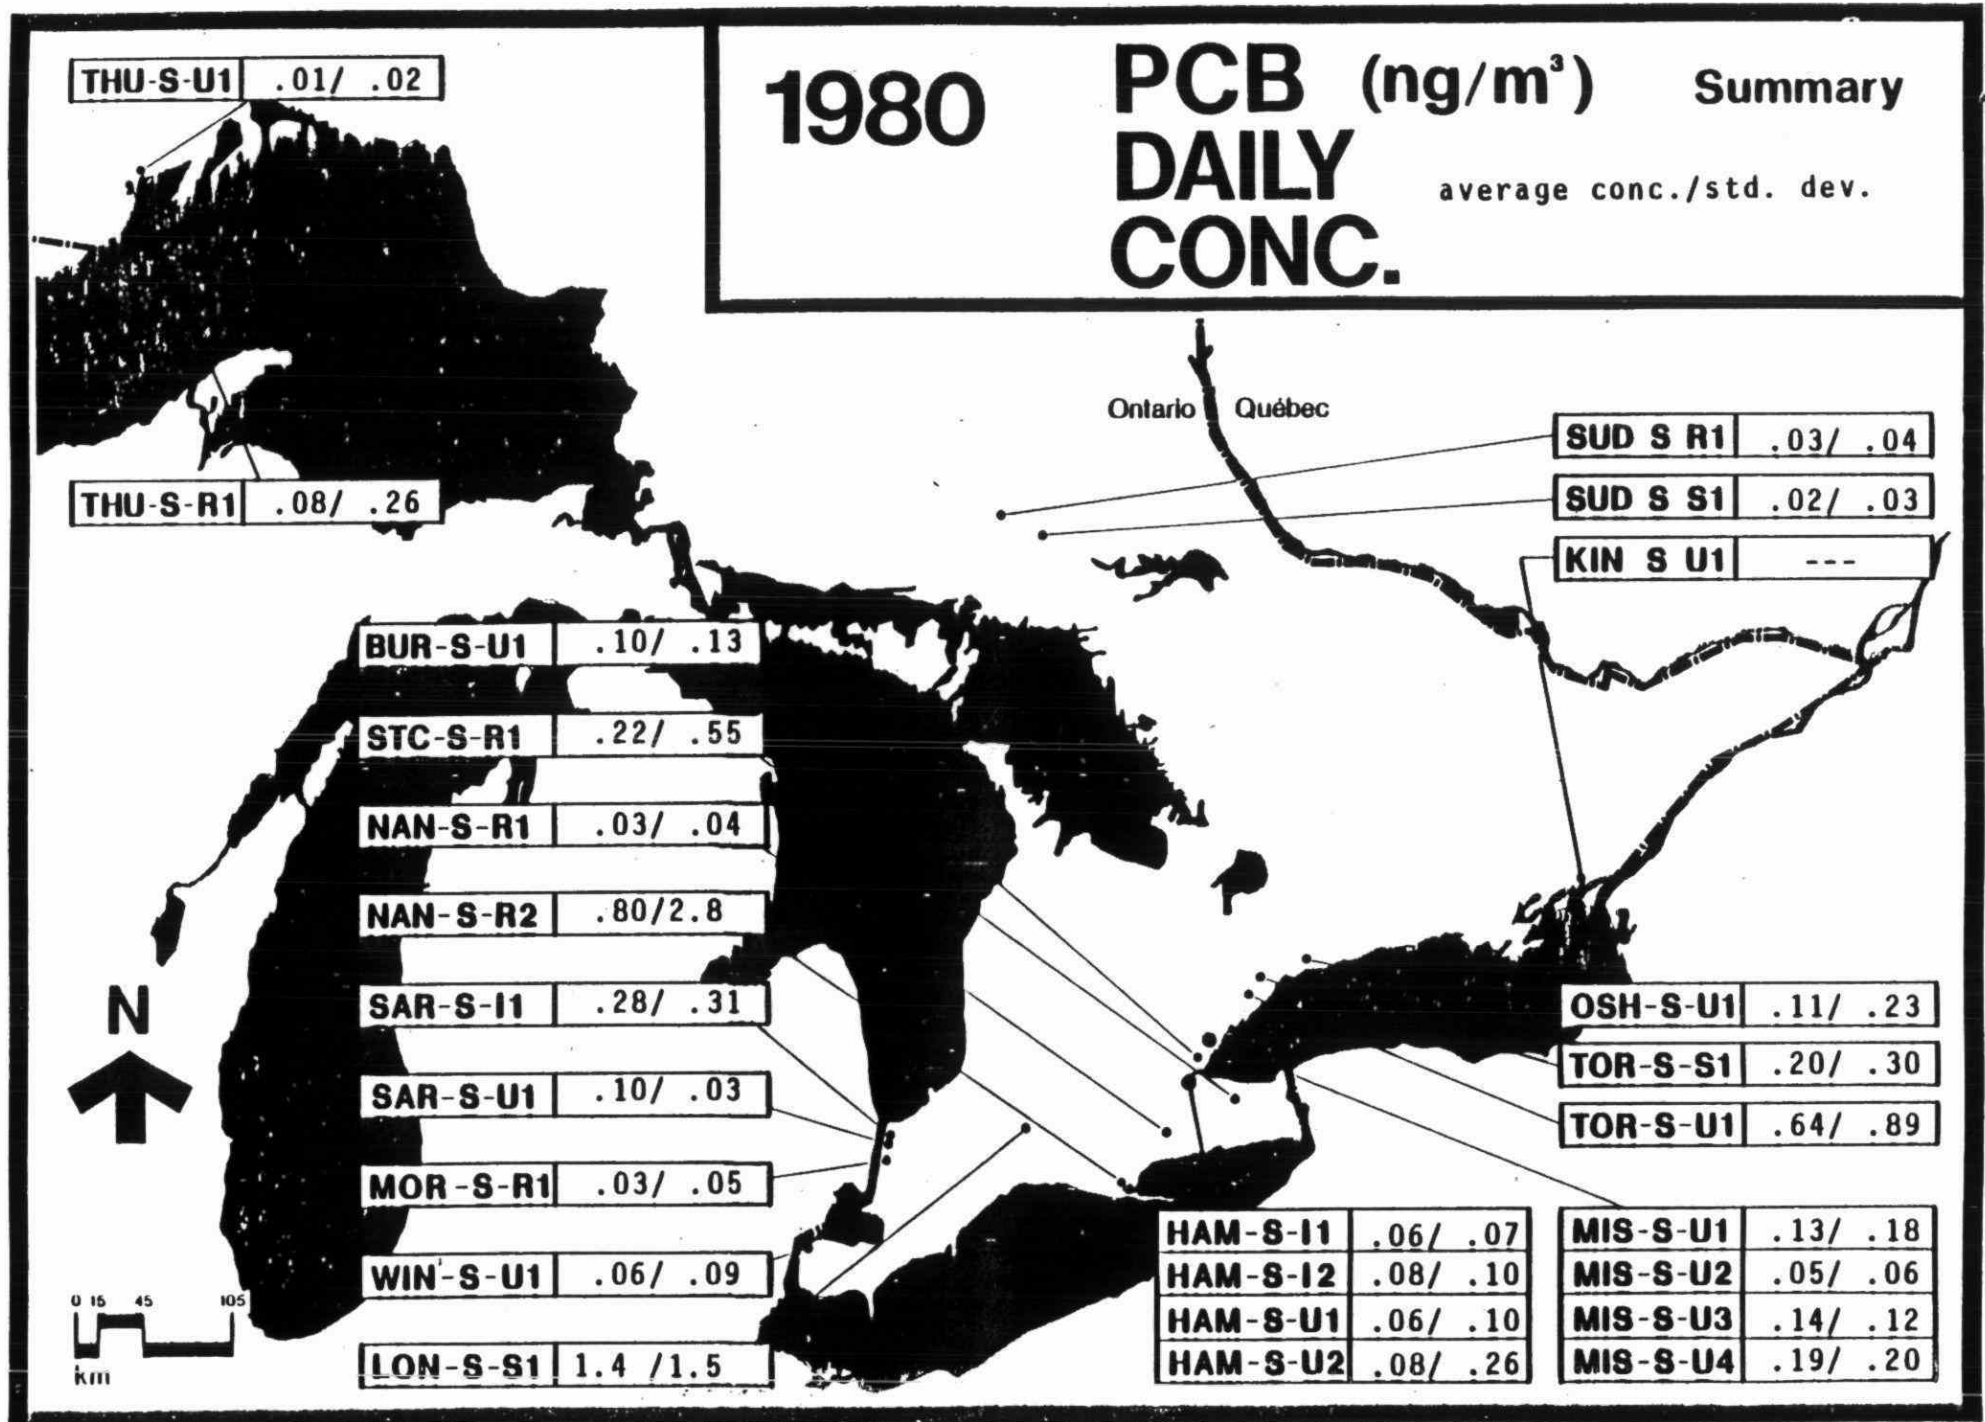 THU-S-U1 .01/ .02
1980
PCB (ng/m³) Summary
DAILY
average conc./std. dev.
CONC.
Ontario Québec
SUD S R1 .03/ .04
THU-S-R1 .08/ .26
SUD S S1 .02/ .03
KIN S U1 ---
BUR-S-U1 .10/ .13
STC-S-R1 .22/ .55
NAN-S-R1 .03/ .04
NAN-S-R2 .80/2.8
SAR-S-I1 .28/ .31
SAR-S-U1 .10/ .03
MOR-S-R1 .03/ .05
WIN-S-U1 .06/ .09
LON-S-S1 1.4 /1.5
N
0 15 45 105
km
OSH-S-U1 .11/ .23
TOR-S-S1 .20/ .30
TOR-S-U1 .64/ .89
HAM-S-I1 .06/ .07
HAM-S-I2 .08/ .10
HAM-S-U1 .06/ .10
HAM-S-U2 .08/ .26
MIS-S-U1 .13/ .18
MIS-S-U2 .05/ .06
MIS-S-U3 .14/ .12
MIS-S-U4 .19/ .20